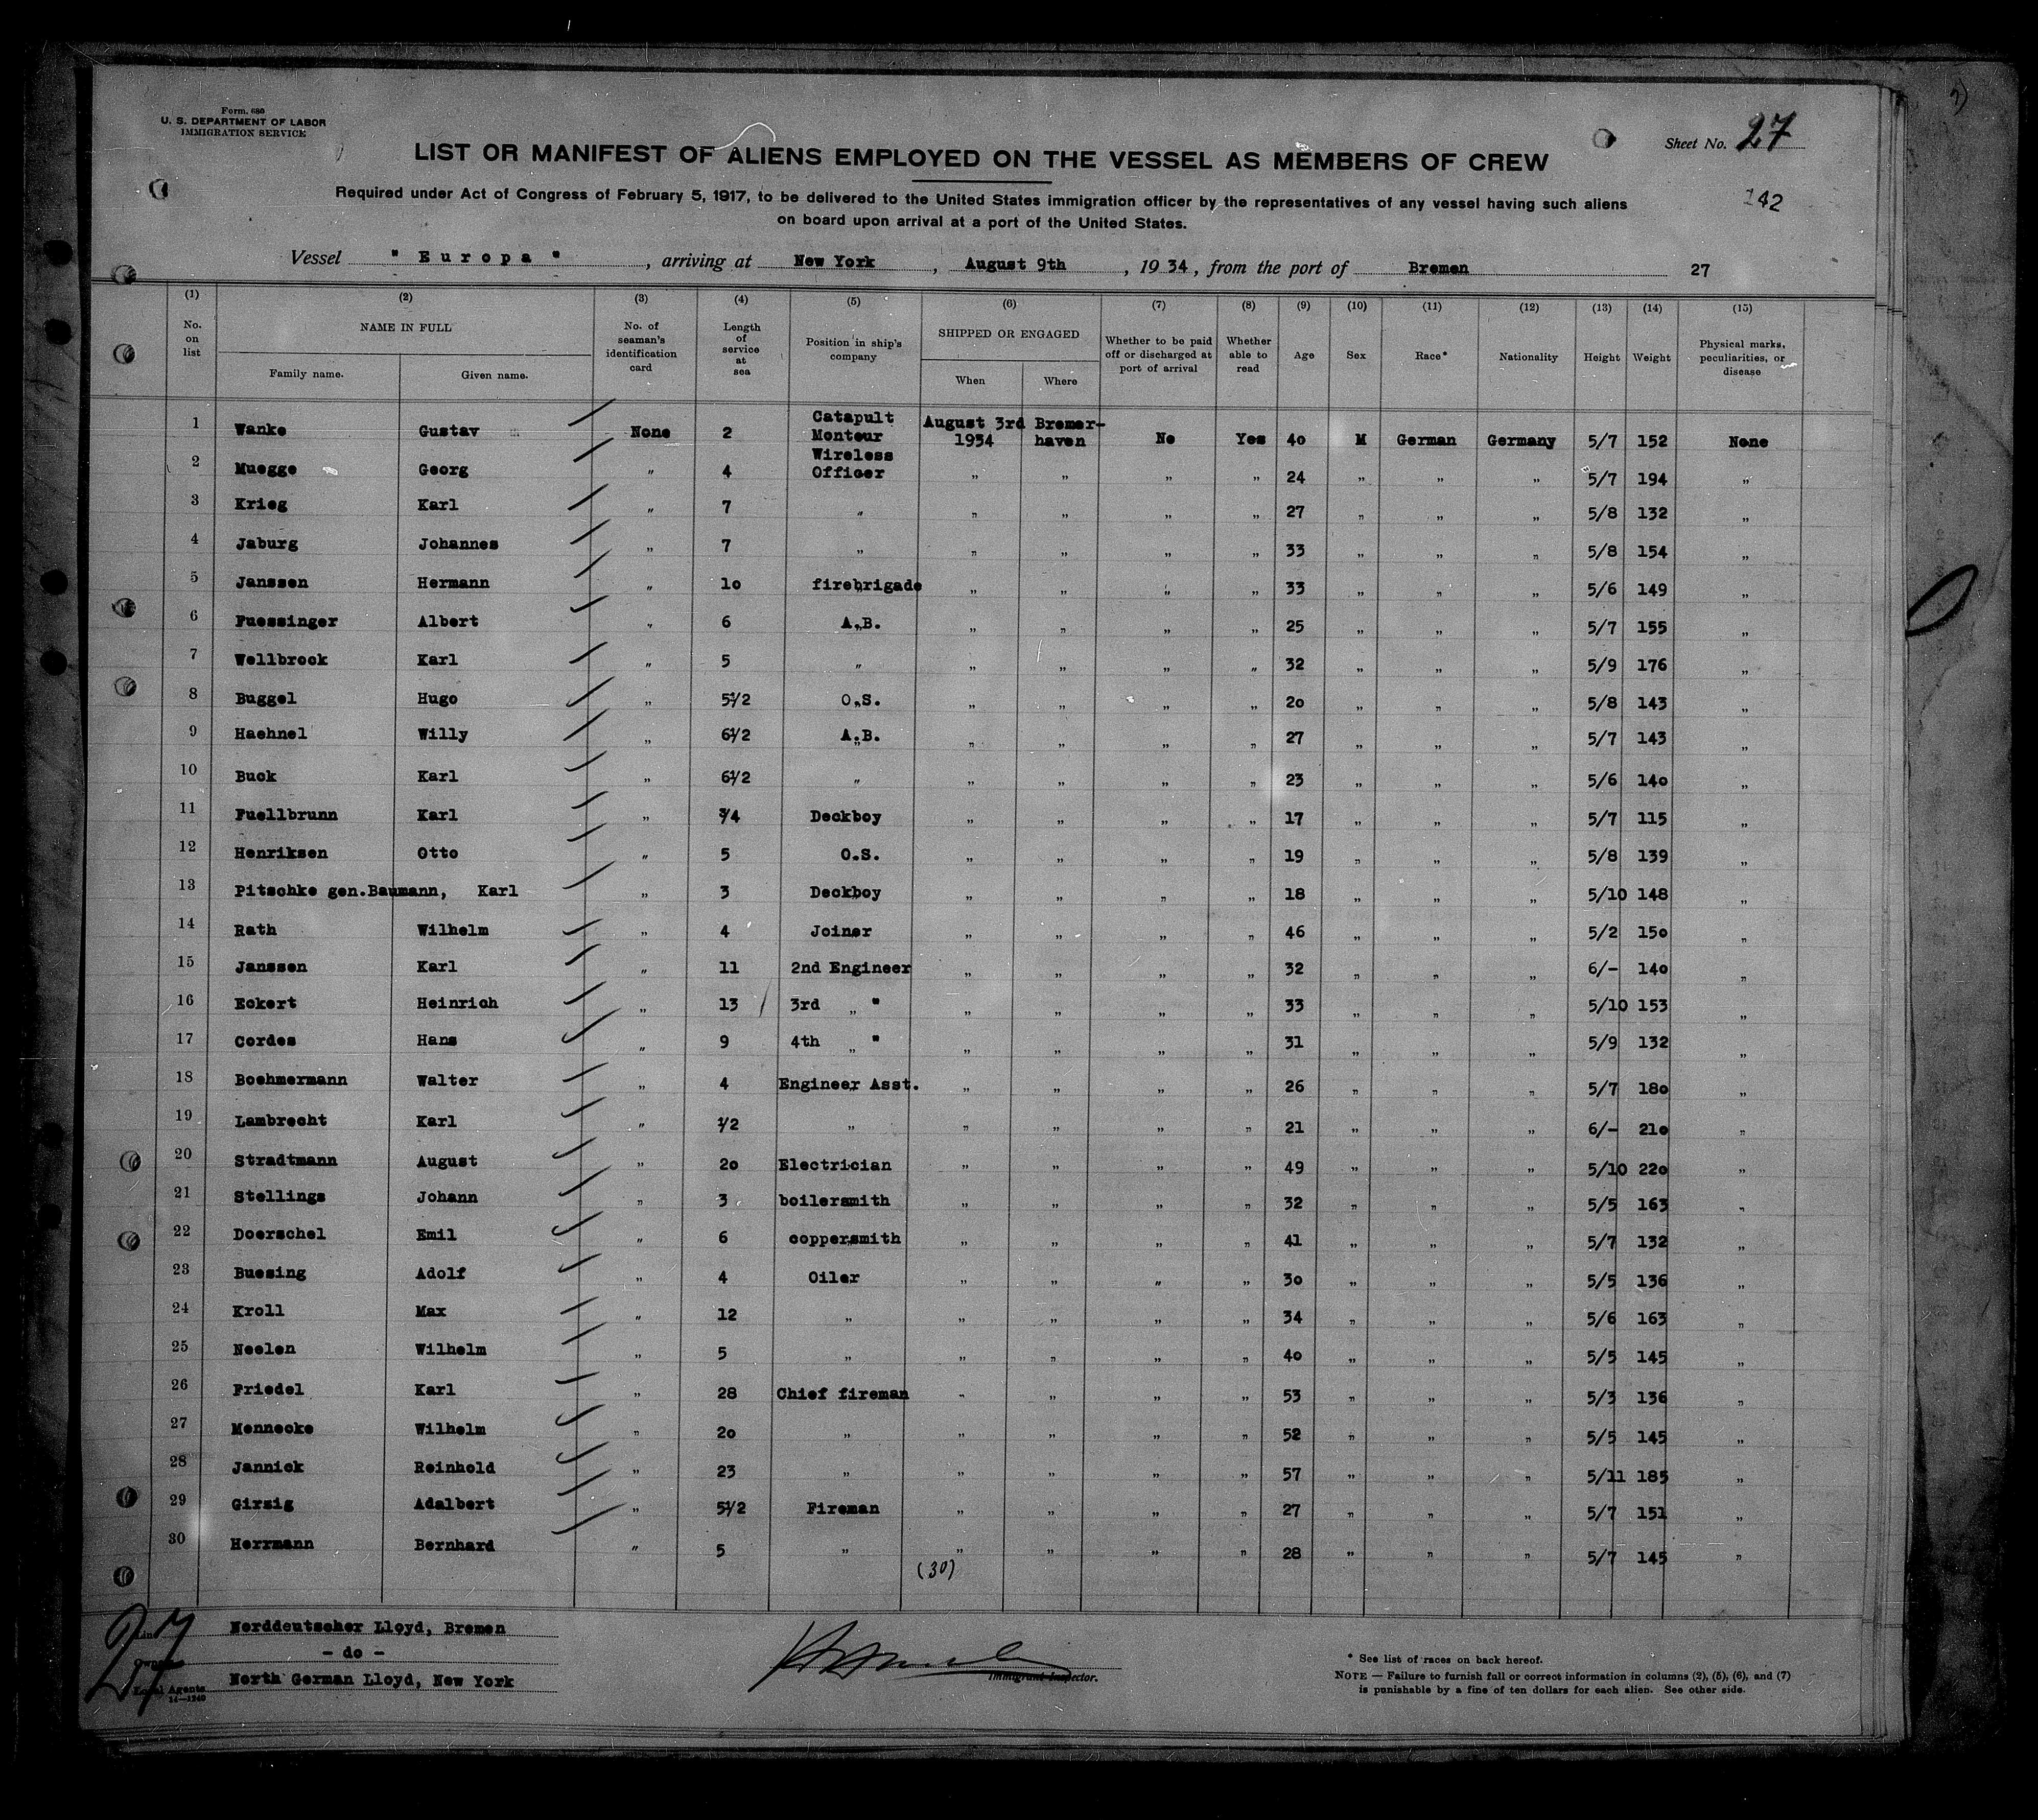 Form. 680
U. S. DEPARTMENT OF LABOR
IMMIGRATION SERVICE
Sheet No. 27
LIST OR MANIFEST OF ALIENS EMPLOYED ON THE VESSEL AS MEMBERS OF CREW
Required under Act of Congress of February 5, 1917, to be delivered to the United States immigration officer by the representatives of any vessel having such aliens
142
on board upon arrival at a port of the United States.
Vessel " Europa " , arriving at New York , August 9th , 1934, from the port of Bremen 27
(1) (2) (3) (4) (5) (6) (7) (8) (9) (10) (11) (12) (13) (14) (15)
No. on list NAME IN FULL Family name. Given name. No. of seaman's identification card Length of service at sea Position in ship's company SHIPPED OR ENGAGED When Where Whether to be paid off or discharged at port of arrival Whether able to read Age Sex Race* Nationality Height Weight Physical marks, peculiarities, or disease
1 Wanke Gustav None 2 Catapult Monteur August 3rd 1934 Bremer-haven No Yes 40 M German Germany 5/7 152 None
2 Muegge Georg " 4 Wireless Officer " " " " 24 " " " 5/7 194 "
3 Krieg Karl " 7 " " " " " 27 " " " 5/8 132 "
4 Jaburg Johannes " 7 " " " " " 33 " " " 5/8 154 "
5 Janssen Hermann " 10 firebrigade " " " " 33 " " " 5/6 149 "
6 Fuessinger Albert " 6 A.B. " " " " 25 " " " 5/7 155 "
7 Wellbrock Karl " 5 " " " " " 32 " " " 5/9 176 "
8 Buggel Hugo " 5½ O.S. " " " " 20 " " " 5/8 143 "
9 Haehnel Willy " 6½ A.B. " " " " 27 " " " 5/7 143 "
10 Buck Karl " 6½ " " " " " 23 " " " 5/6 140 "
11 Fuellbrunn Karl " ¾ Deckboy " " " " 17 " " " 5/7 115 "
12 Henriksen Otto " 5 O.S. " " " " 19 " " " 5/8 139 "
13 Pitschke gen.Baumann, Karl " 3 Deckboy " " " " 18 " " " 5/10 148 "
14 Rath Wilhelm " 4 Joiner " " " " 46 " " " 5/2 150 "
15 Janssen Karl " 11 2nd Engineer " " " " 32 " " " 6/- 140 "
16 Eckert Heinrich " 13 3rd " " " " " 33 " " " 5/10 153 "
17 Cordes Hans " 9 4th " " " " " 31 " " " 5/9 132 "
18 Boehmermann Walter " 4 Engineer Asst. " " " " 26 " " " 5/7 180 "
19 Lambrecht Karl " ½ " " " " " 21 " " " 6/- 210 "
20 Stradtmann August " 20 Electrician " " " " 49 " " " 5/10 220 "
21 Stellings Johann " 3 boilersmith " " " " 32 " " " 5/5 163 "
22 Doerschel Emil " 6 coppersmith " " " " 41 " " " 5/7 132 "
23 Buesing Adolf " 4 Oiler " " " " 30 " " " 5/5 136 "
24 Kroll Max " 12 " " " " " 34 " " " 5/6 163 "
25 Neelen Wilhelm " 5 " " " " " 40 " " " 5/5 145 "
26 Friedel Karl " 28 Chief fireman " " " " 53 " " " 5/3 136 "
27 Mennecke Wilhelm " 20 " " " " " 52 " " " 5/5 145 "
28 Jannick Reinhold " 23 " " " " " 57 " " " 5/11 185 "
29 Girzig Adalbert " 5½ Fireman " " " " 27 " " " 5/7 151 "
30 Herrmann Bernhard " 5 " " " " " 28 " " " 5/7 145 "
(30)
27
Line Norddeutscher Lloyd, Bremen
Owners - do -
Local Agents North German Lloyd, New York
14—1240
Immigrant Inspector.
* See list of races on back hereof.
NOTE — Failure to furnish full or correct information in columns (2), (5), (6), and (7)
is punishable by a fine of ten dollars for each alien. See other side.